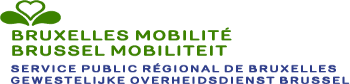 BRUXELLES MOBILITÉ
BRUSSEL MOBILITEIT
SERVICE PUBLIC RÉGIONAL DE BRUXELLES
GEWESTELIJKE OVERHEIDSDIENST BRUSSEL